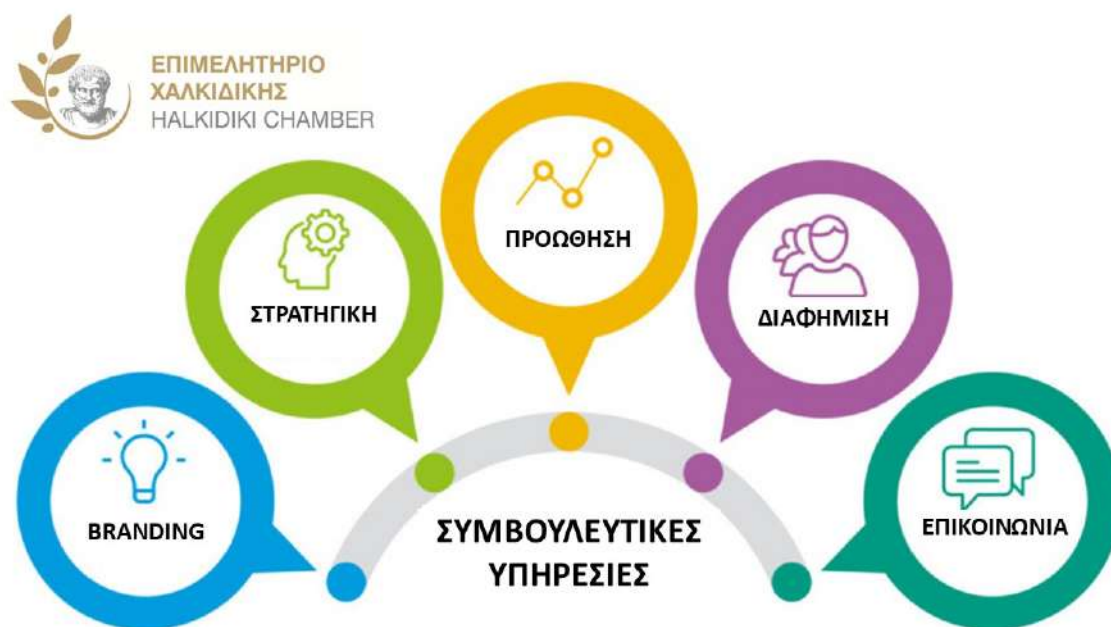 ΕΠΙΜΕΛΗΤΗΡΙΟ
ΧΑΛΚΙΔΙΚΗΣ
HALKIDIKI CHAMBER
ΠΡΟΩΘΗΣΗ
ΣΤΡΑΤΗΓΙΚΗ
ΔΙΑΦΗΜΙΣΗ
BRANDING
ΕΠΙΚΟΙΝΩΝΙΑ
ΣΥΜΒΟΥΛΕΥΤΙΚΕΣ
ΥΠΗΡΕΣΙΕΣ